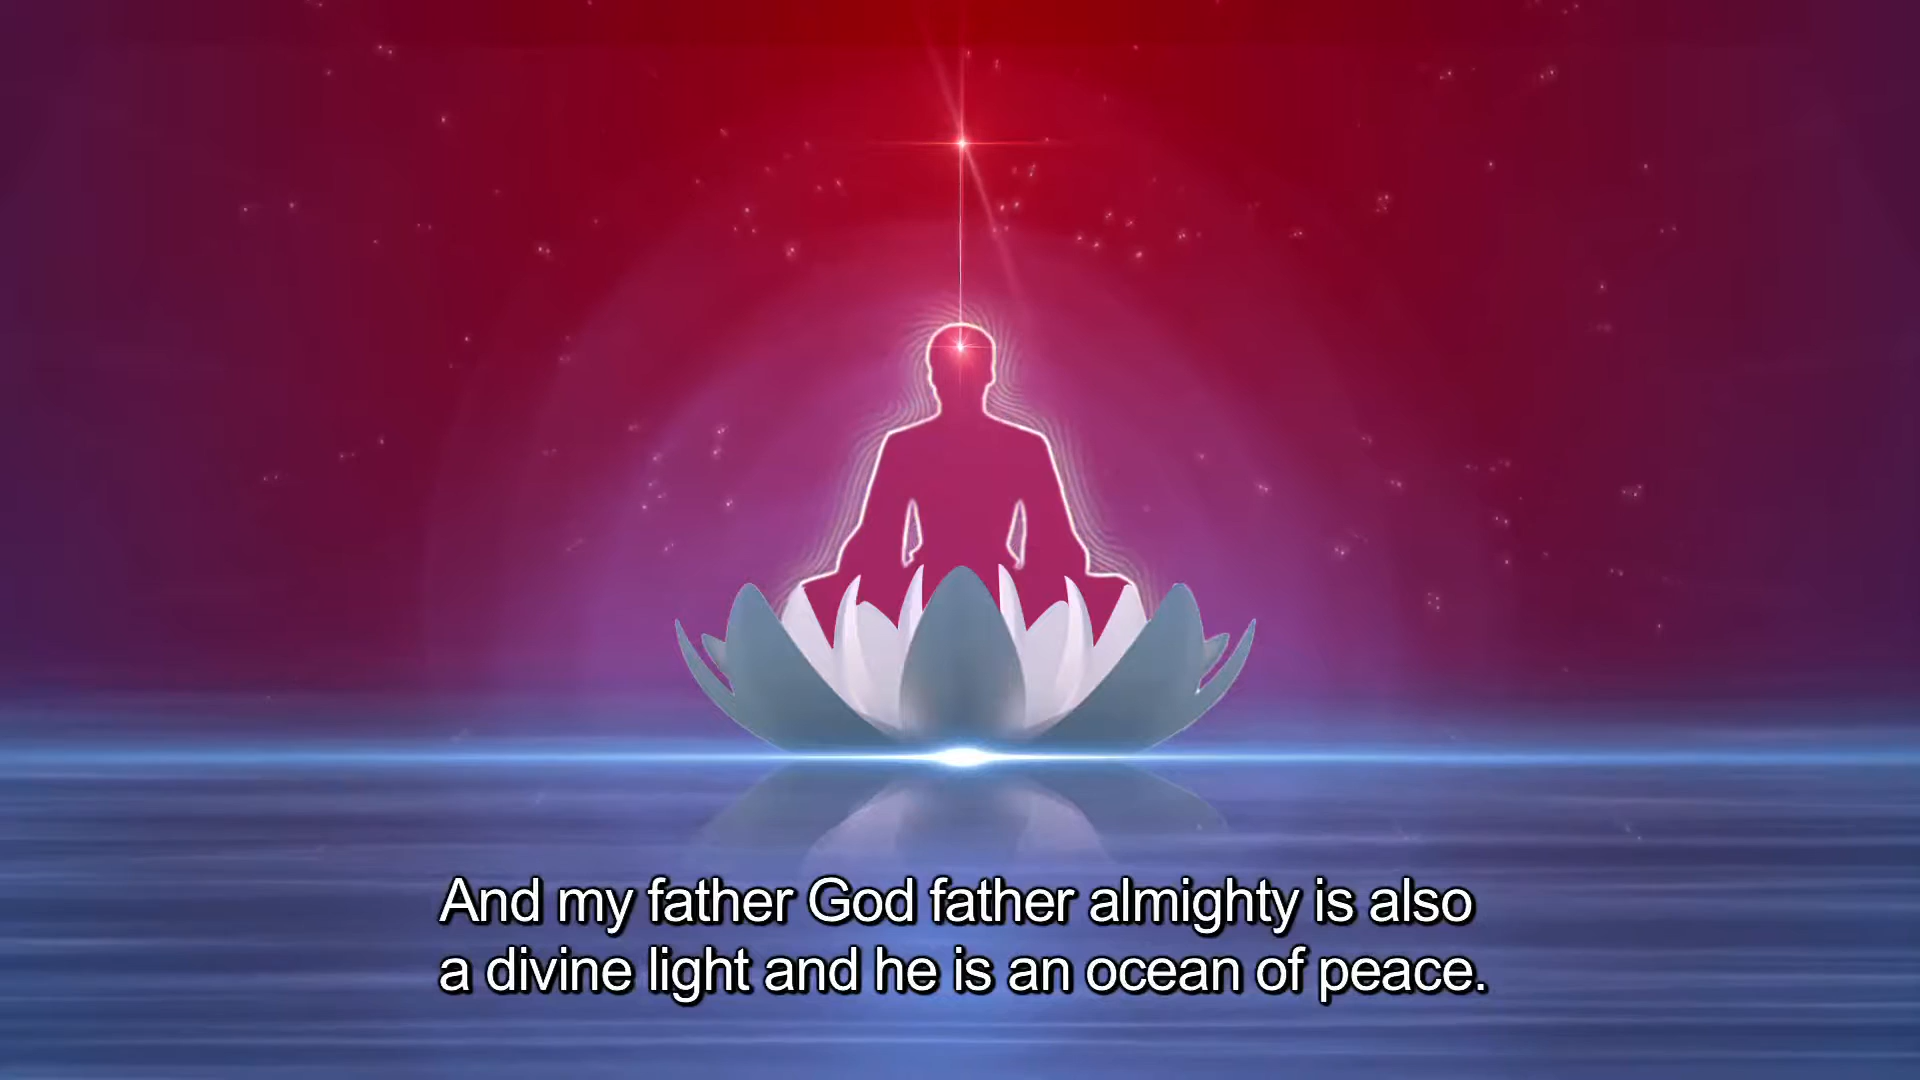 And my father God father almighty is also
a divine light and he is an ocean of peace.